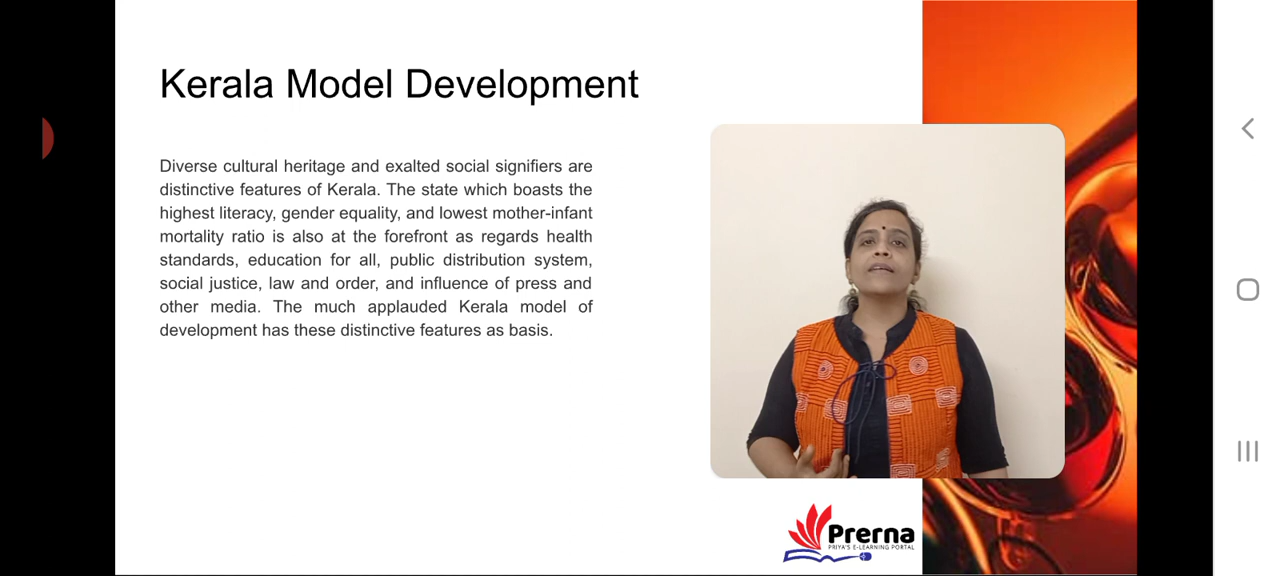 Kerala Model Development
Diverse cultural heritage and exalted social signifiers are
distinctive features of Kerala. The state which boasts the
highest literacy, gender equality, and lowest mother-infant
mortality ratio is also at the forefront as regards health
standards, education for all, public distribution system,
social justice, law and order, and influence of press and
other media. The much applauded Kerala model of
development has these distinctive features as basis.
Prerna
PRIYA'S E-LEARNING PORTAL